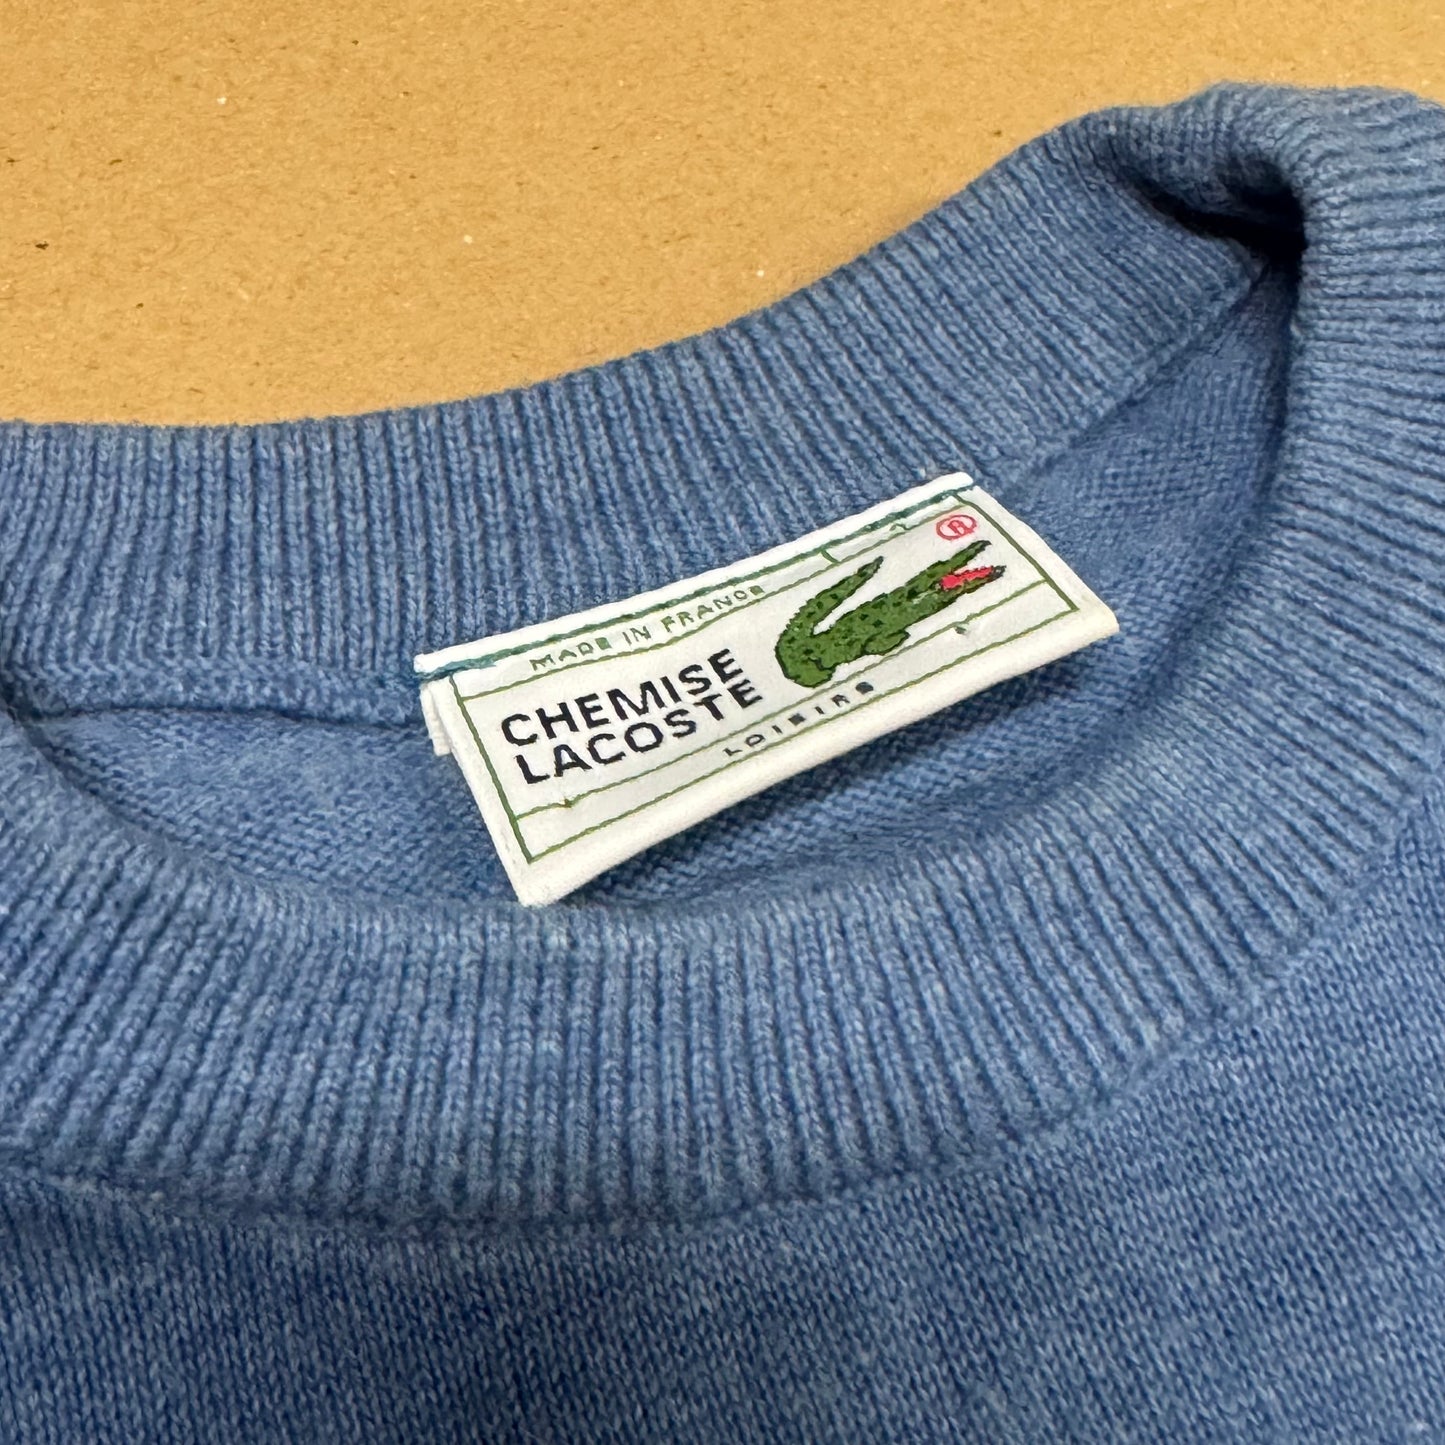 ®
MADE IN FRANCE
CHEMISE
LACOSTE
LOISIRS